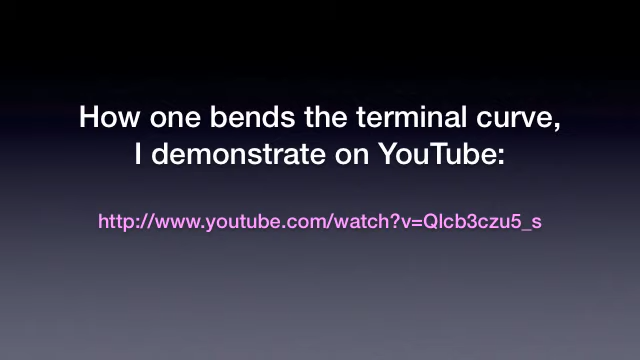 How one bends the terminal curve,
I demonstrate on YouTube:
http://www.youtube.com/watch?v=Qlcb3czu5_s